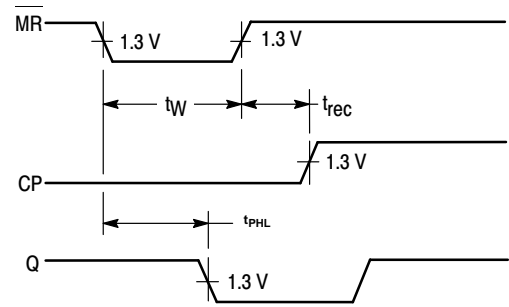 MR
1.3 V 1.3 V
tW trec
1.3 V
CP
tPHL
Q
1.3 V